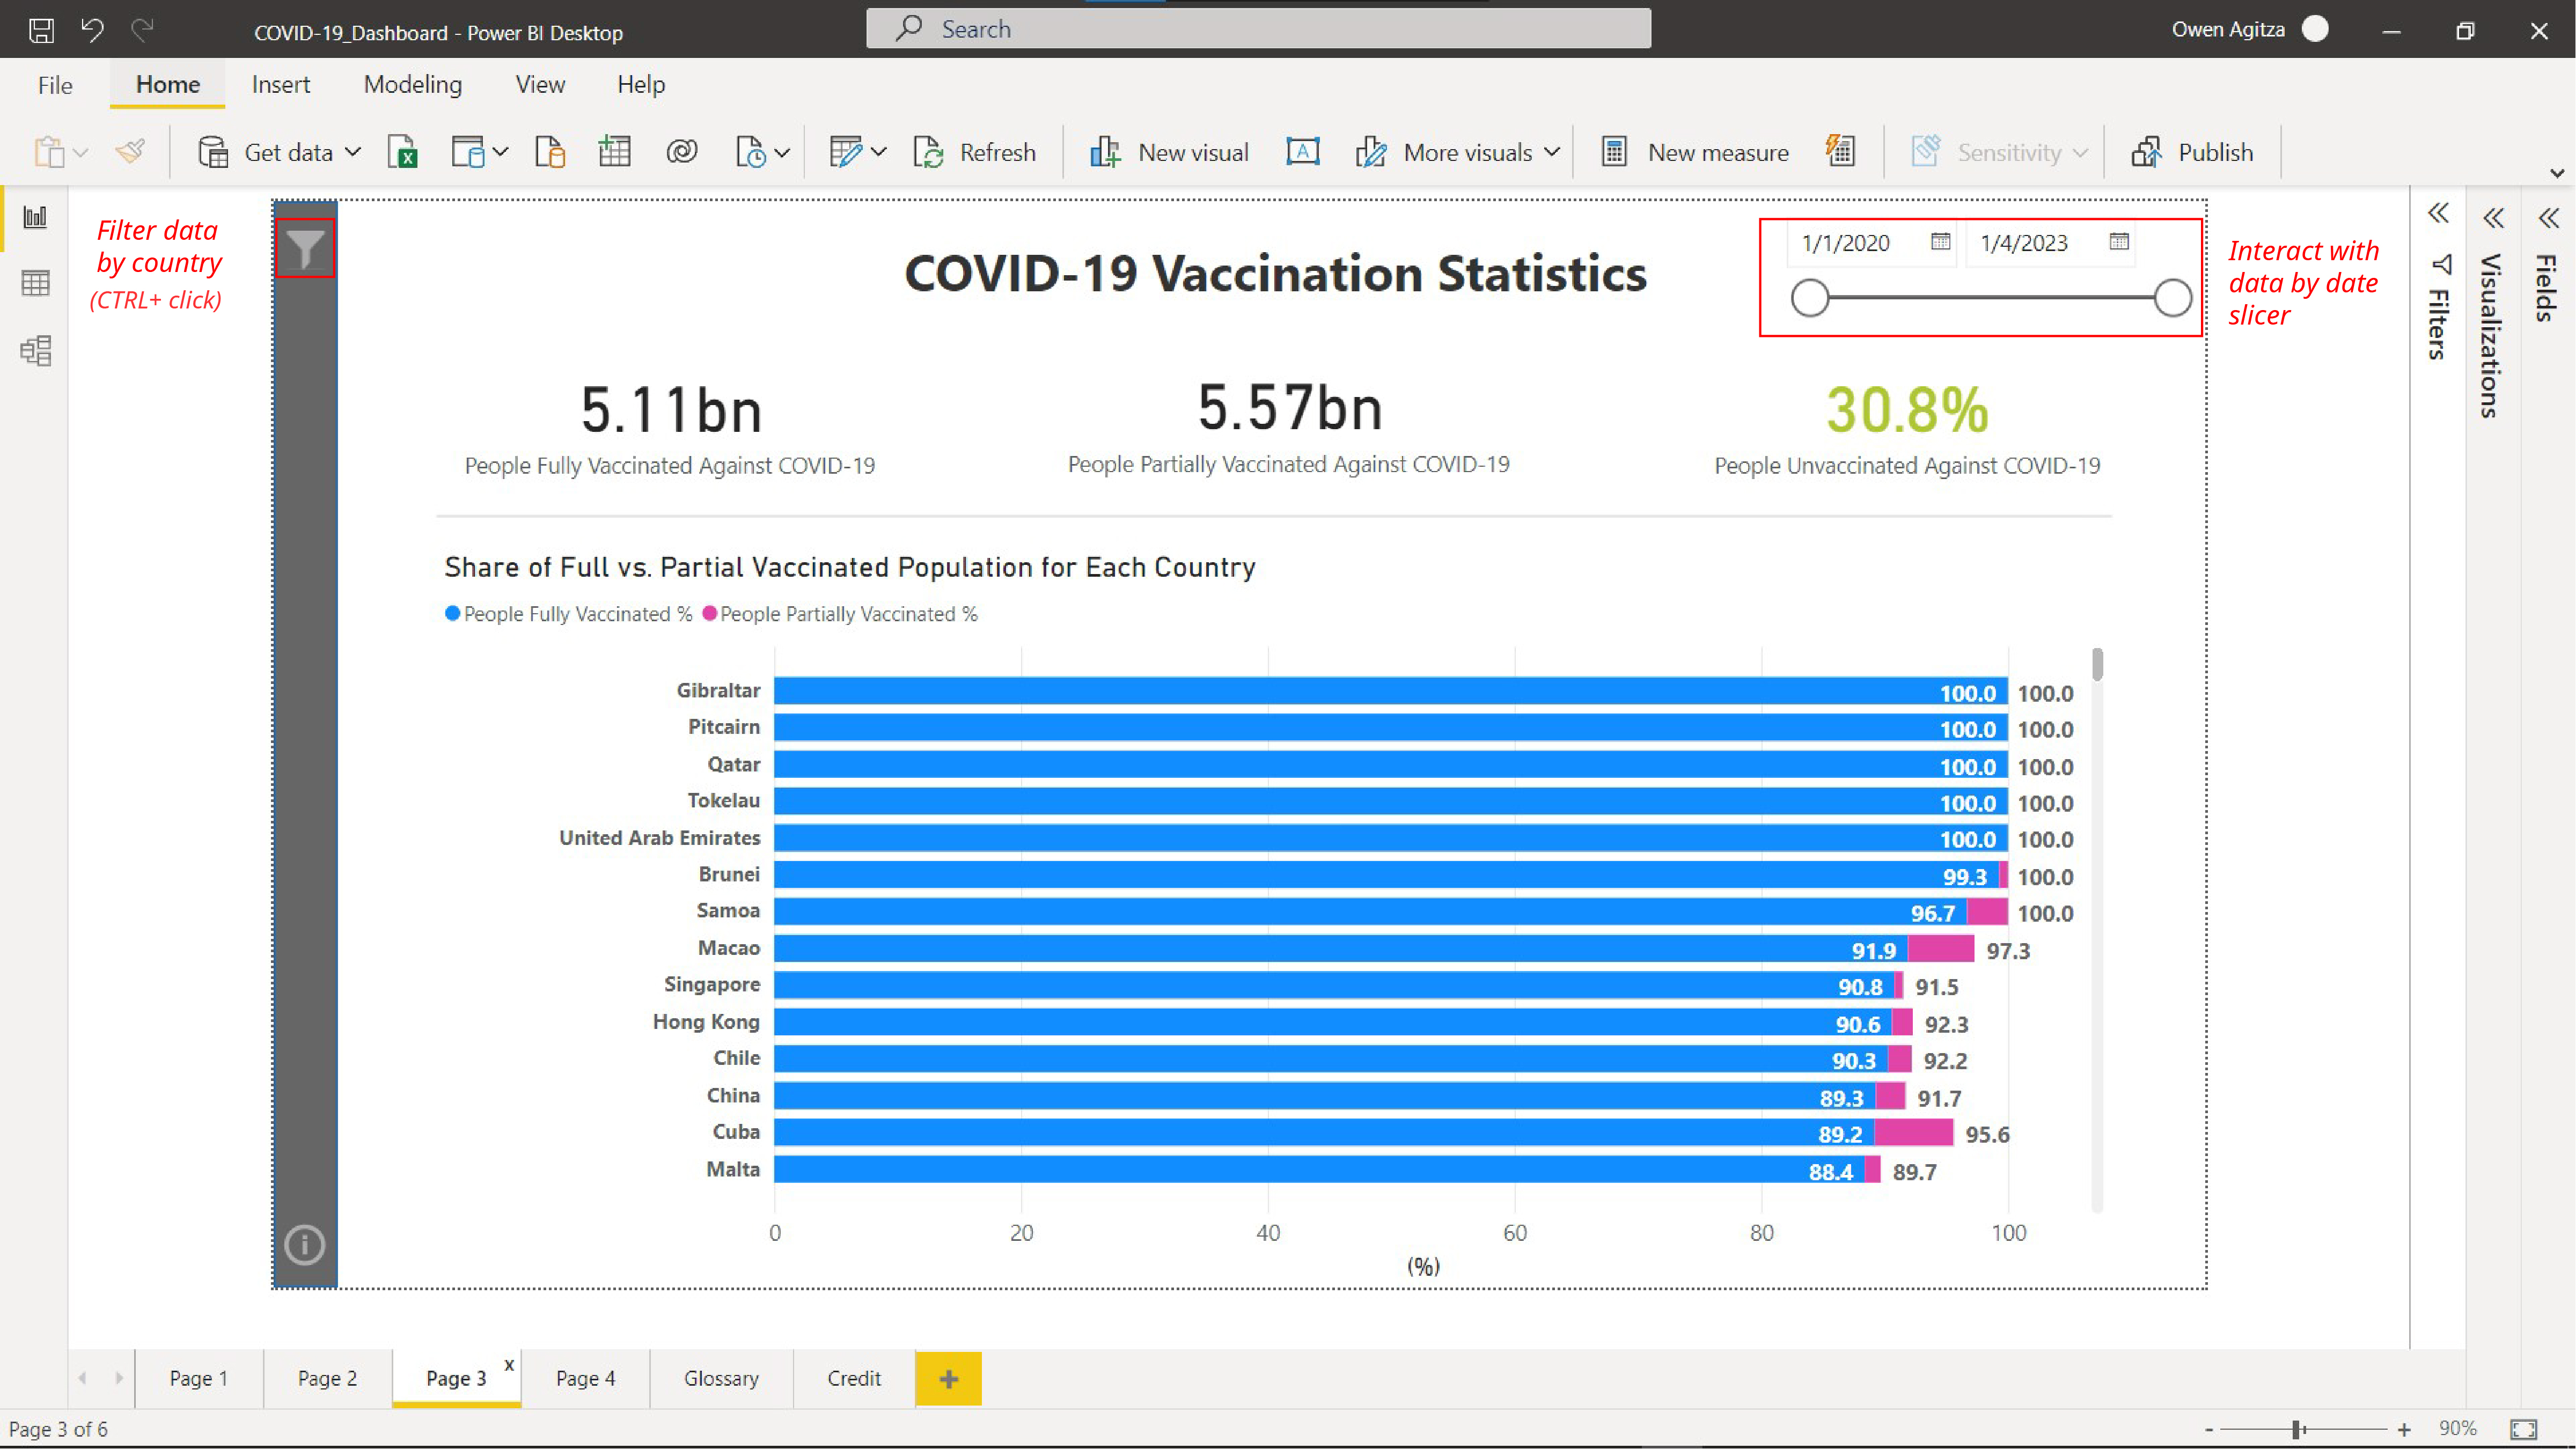 COVID-19_Dashboard - Power BI Desktop
Search
Owen Agitza
File Home Insert Modeling View Help
Get data Refresh New visual More visuals New measure Sensitivity Publish
Filter data
by country
(CTRL+ click)
COVID-19 Vaccination Statistics
1/1/2020 1/4/2023
Interact with
data by date
slicer
Filters
Visualizations
Fields
5.11bn
People Fully Vaccinated Against COVID-19
5.57bn
People Partially Vaccinated Against COVID-19
30.8%
People Unvaccinated Against COVID-19
Share of Full vs. Partial Vaccinated Population for Each Country
People Fully Vaccinated % People Partially Vaccinated %
Gibraltar 100.0 100.0
Pitcairn 100.0 100.0
Qatar 100.0 100.0
Tokelau 100.0 100.0
United Arab Emirates 100.0 100.0
Brunei 99.3 100.0
Samoa 96.7 100.0
Macao 91.9 97.3
Singapore 90.8 91.5
Hong Kong 90.6 92.3
Chile 90.3 92.2
China 89.3 91.7
Cuba 89.2 95.6
Malta 88.4 89.7
0 20 40 60 80 100
(%)
Page 1 Page 2 Page 3 x Page 4 Glossary Credit +
Page 3 of 6
- + 90%